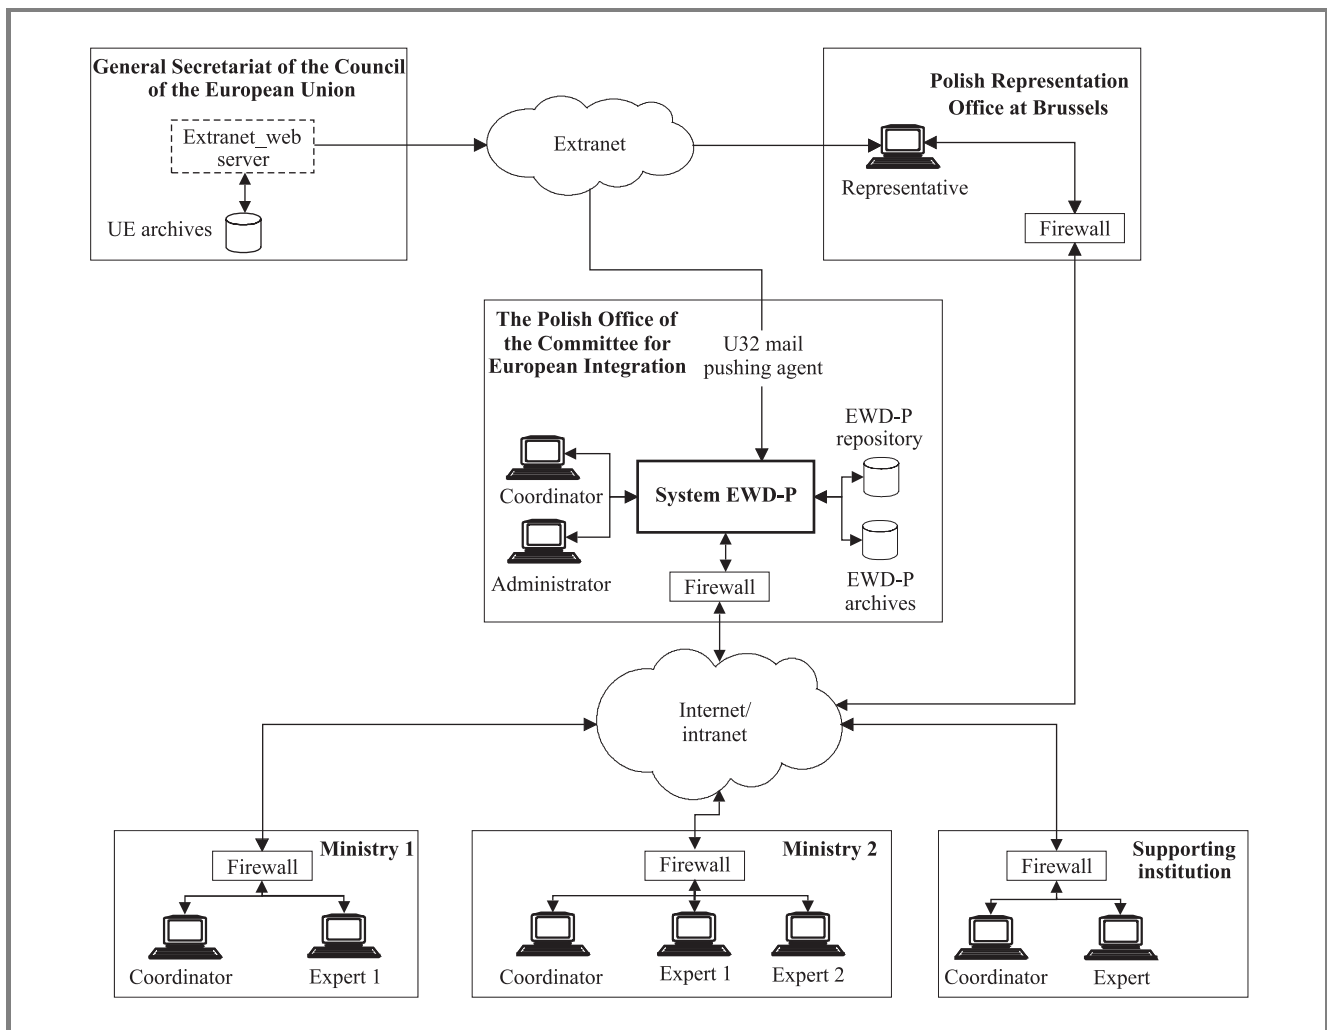 General Secretariat of the Council
of the European Union
Extranet_web
server
UE archives
Extranet
Polish Representation
Office at Brussels
Representative
Firewall
The Polish Office of
the Committee for
European Integration
U32 mail
pushing agent
EWD-P
repository
Coordinator
System EWD-P
Administrator
Firewall
EWD-P
archives
Internet/
intranet
Ministry 1
Firewall
Coordinator
Expert 1
Ministry 2
Firewall
Coordinator
Expert 1
Expert 2
Supporting
institution
Firewall
Coordinator
Expert